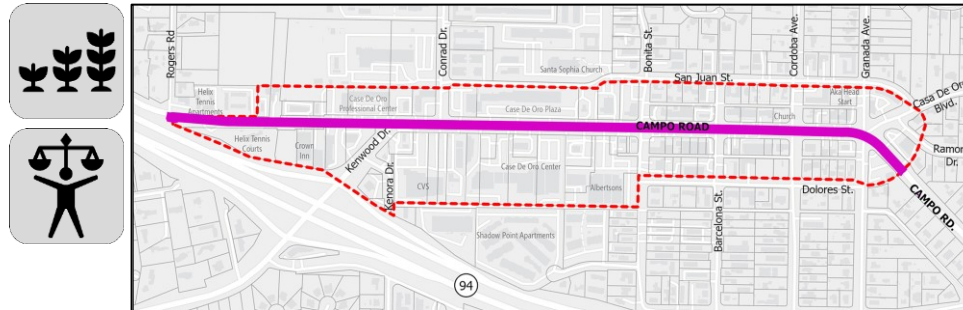 Rogers Rd
Conrad Dr.
Bonita St.
Cordoba Ave.
Granada Ave.
Santa Sophia Church
San Juan St.
Helix
Tennis
Apartments
Case De Oro
Professional Center
Case De Oro Plaza
Aka Head
Start
Casa De Oro
Blvd.
Church
CAMPO ROAD
Helix Tennis
Courts
Crown
Inn
Kenwood Dr.
Kenora Dr.
Case De Oro Center
CVS
Albertsons
Barcelona St.
Dolores St.
Ramona
Dr.
CAMPO RD.
Shadow Point Apartments
94